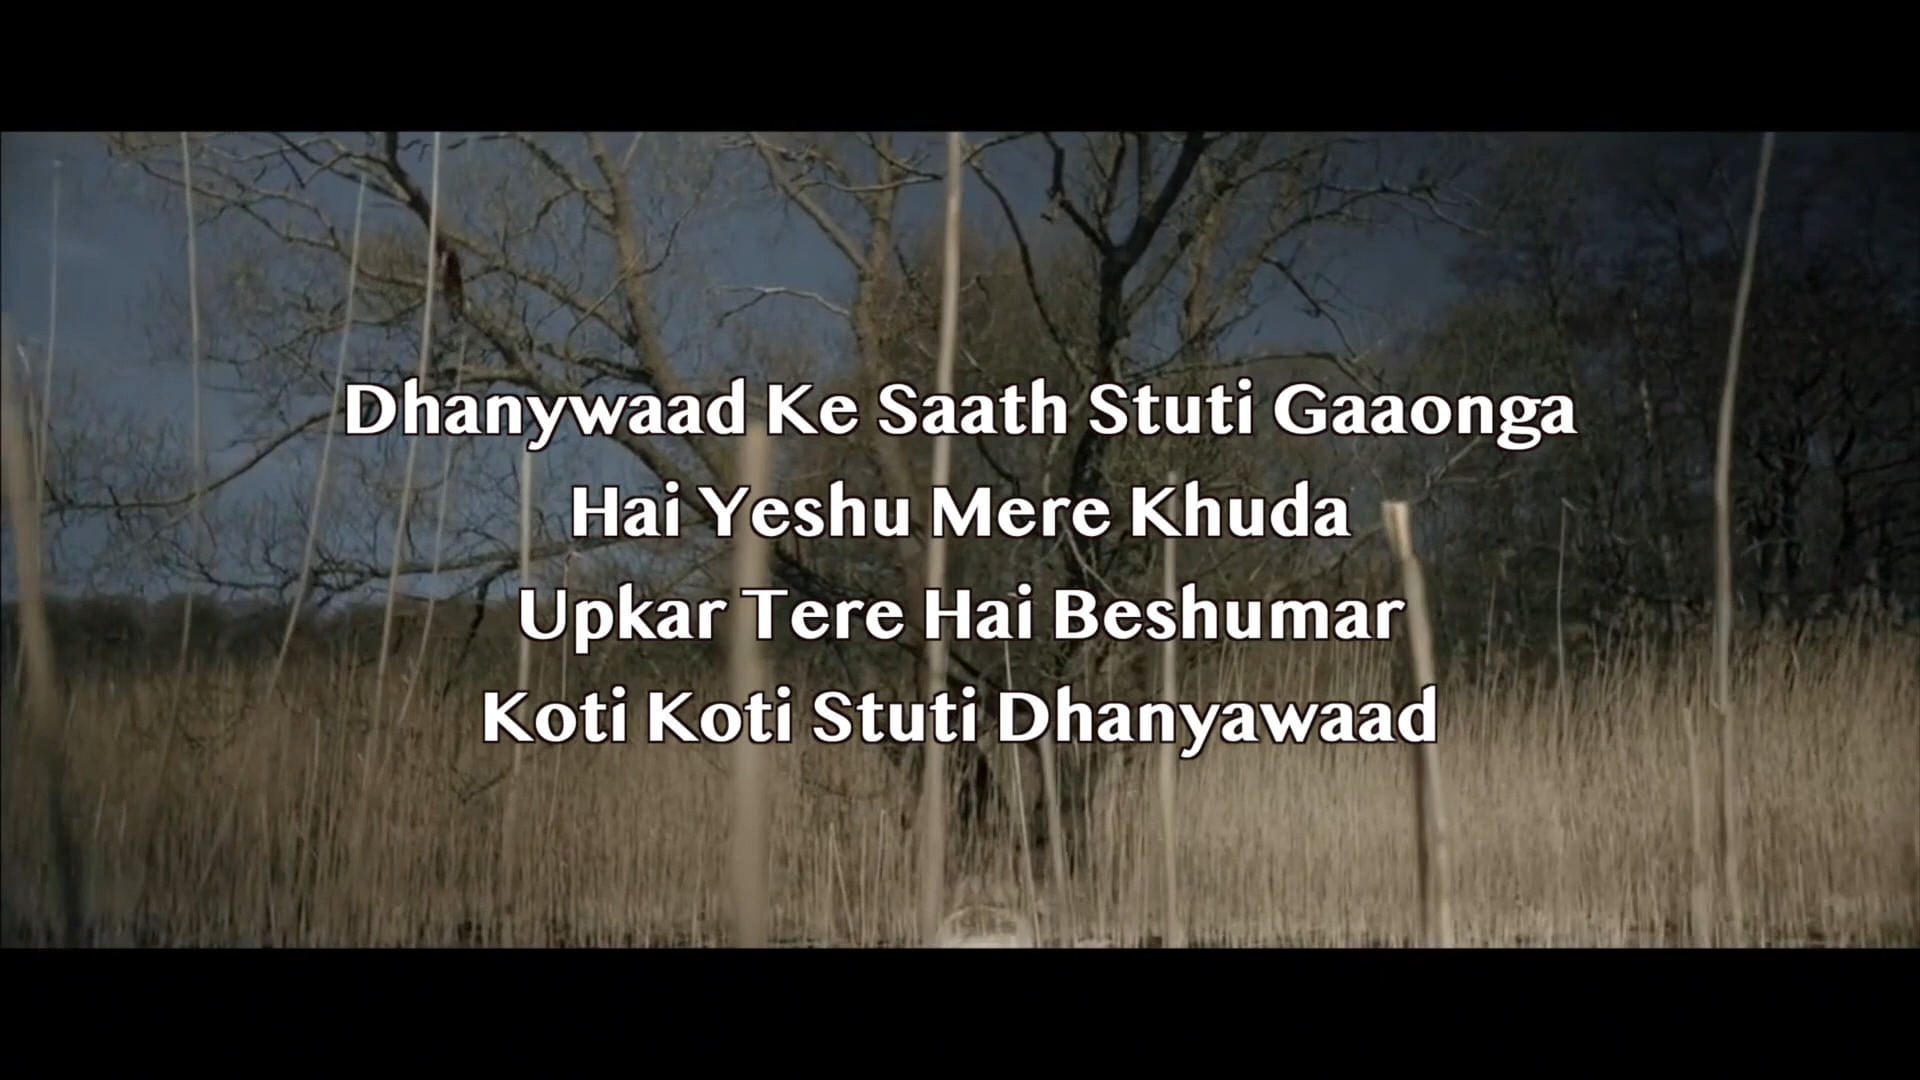 Dhanywaad Ke Saath Stuti Gaaonga
Hai Yeshu Mere Khuda
Upkar Tere Hai Beshumar
Koti Koti Stuti Dhanyawaad